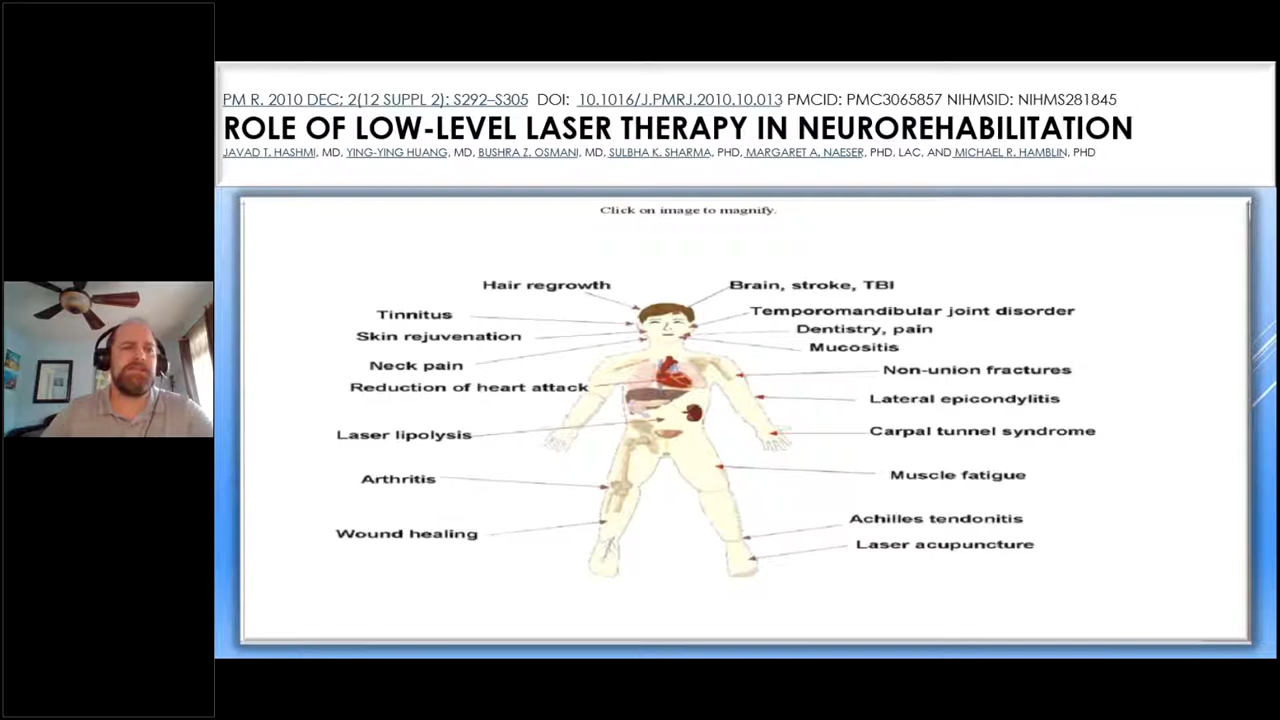 PM R. 2010 DEC; 2(12 SUPPL 2): S292–S305 DOI: 10.1016/J.PMRJ.2010.10.013 PMCID: PMC3065857 NIHMSID: NIHMS281845
ROLE OF LOW-LEVEL LASER THERAPY IN NEUROREHABILITATION
JAVAD T. HASHMI, MD, YING-YING HUANG, MD, BUSHRA Z. OSMANI, MD, SULBHA K. SHARMA, PHD, MARGARET A. NAESER, PHD, LAC, AND MICHAEL R. HAMBLIN, PHD
Click on image to magnify.
Hair regrowth
Tinnitus
Skin rejuvenation
Neck pain
Reduction of heart attack
Laser lipolysis
Arthritis
Wound healing
Brain, stroke, TBI
Temporomandibular joint disorder
Dentistry, pain
Mucositis
Non-union fractures
Lateral epicondylitis
Carpal tunnel syndrome
Muscle fatigue
Achilles tendonitis
Laser acupuncture